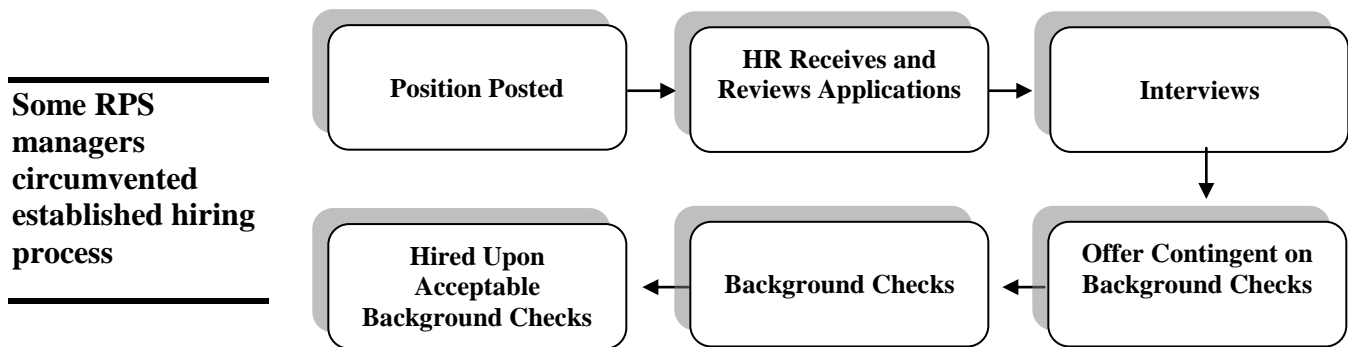 Some RPS
managers
circumvented
established hiring
process
Position Posted
HR Receives and
Reviews Applications
Interviews
Offer Contingent on
Background Checks
Background Checks
Hired Upon
Acceptable
Background Checks